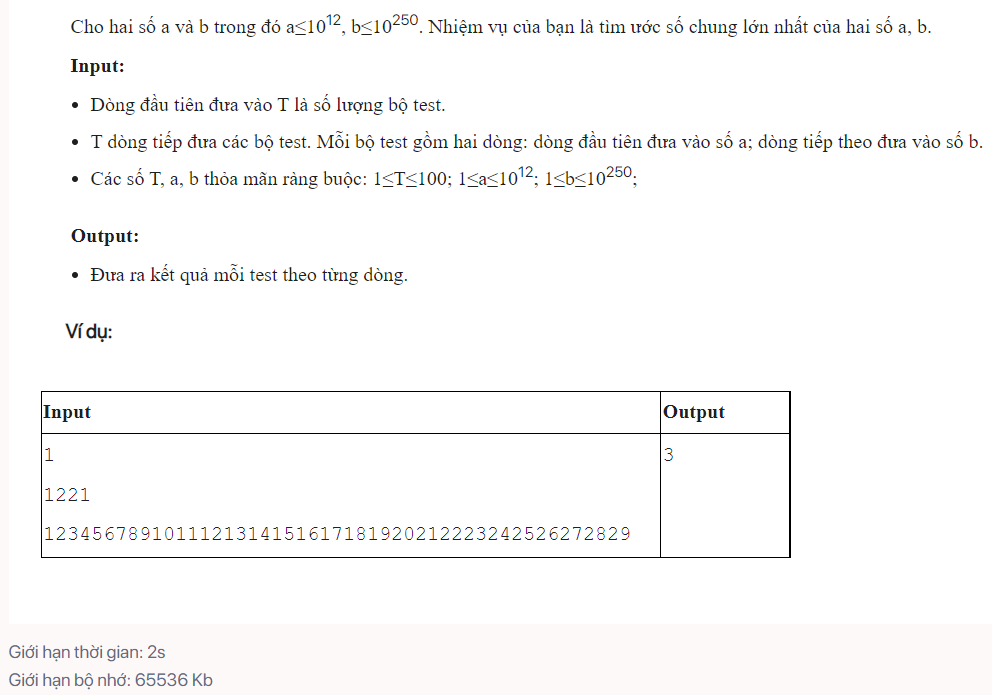 Cho hai số a và b trong đó a≤10^12, b≤10^250. Nhiệm vụ của bạn là tìm ước số chung lớn nhất của hai số a, b.
Input:
• Dòng đầu tiên đưa vào T là số lượng bộ test.
• T dòng tiếp đưa các bộ test. Mỗi bộ test gồm hai dòng: dòng đầu tiên đưa vào số a; dòng tiếp theo đưa vào số b.
• Các số T, a, b thỏa mãn ràng buộc: 1≤T≤100; 1≤a≤10^12; 1≤b≤10^250;
Output:
• Đưa ra kết quả mỗi test theo từng dòng.
Ví dụ:
Input Output
1 3
1221
1234567891011121314151617181920212223242526272829
Giới hạn thời gian: 2s
Giới hạn bộ nhớ: 65536 Kb